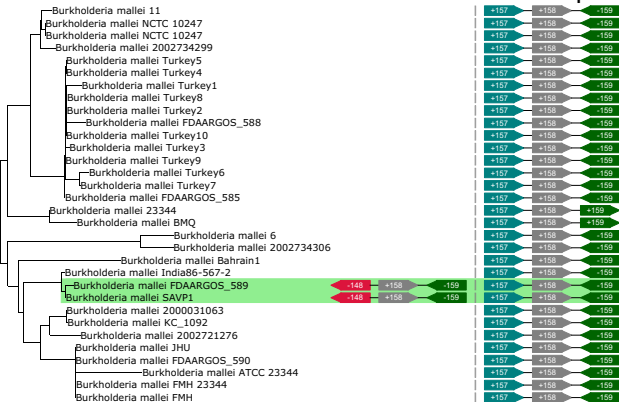 Burkholderia mallei 11 +157 +158 -159
Burkholderia mallei NCTC 10247 +157 +158 -159
Burkholderia mallei NCTC 10247 +157 +158 -159
Burkholderia mallei 2002734299 +157 +158 -159
Burkholderia mallei Turkey5 +157 +158 -159
Burkholderia mallei Turkey4 +157 +158 -159
Burkholderia mallei Turkey1 +157 +158 -159
Burkholderia mallei Turkey8 +157 +158 -159
Burkholderia mallei Turkey2 +157 +158 -159
Burkholderia mallei FDAARGOS_588 +157 +158 -159
Burkholderia mallei Turkey10 +157 +158 -159
Burkholderia mallei Turkey3 +157 +158 -159
Burkholderia mallei Turkey9 +157 +158 -159
Burkholderia mallei Turkey6 +157 +158 -159
Burkholderia mallei Turkey7 +157 +158 -159
Burkholderia mallei FDAARGOS_585 +157 +158 -159
Burkholderia mallei 23344 +157 +158 +159
Burkholderia mallei BMQ +157 +158 +159
Burkholderia mallei 6 +157 +158 -159
Burkholderia mallei 2002734306 +157 +158 -159
Burkholderia mallei Bahrain1 +157 +158 -159
Burkholderia mallei India86-567-2 +157 +158 -159
Burkholderia mallei FDAARGOS_589 -148 +158 -159 +157 +158 -159
Burkholderia mallei SAVP1 -148 +158 -159 +157 +158 -159
Burkholderia mallei 2000031063 +157 +158 -159
Burkholderia mallei KC_1092 +157 +158 -159
Burkholderia mallei 2002721276 +157 +158 -159
Burkholderia mallei JHU +157 +158 -159
Burkholderia mallei FDAARGOS_590 +157 +158 -159
Burkholderia mallei ATCC 23344 +157 +158 -159
Burkholderia mallei FMH 23344 +157 +158 -159
Burkholderia mallei FMH +157 +158 -159